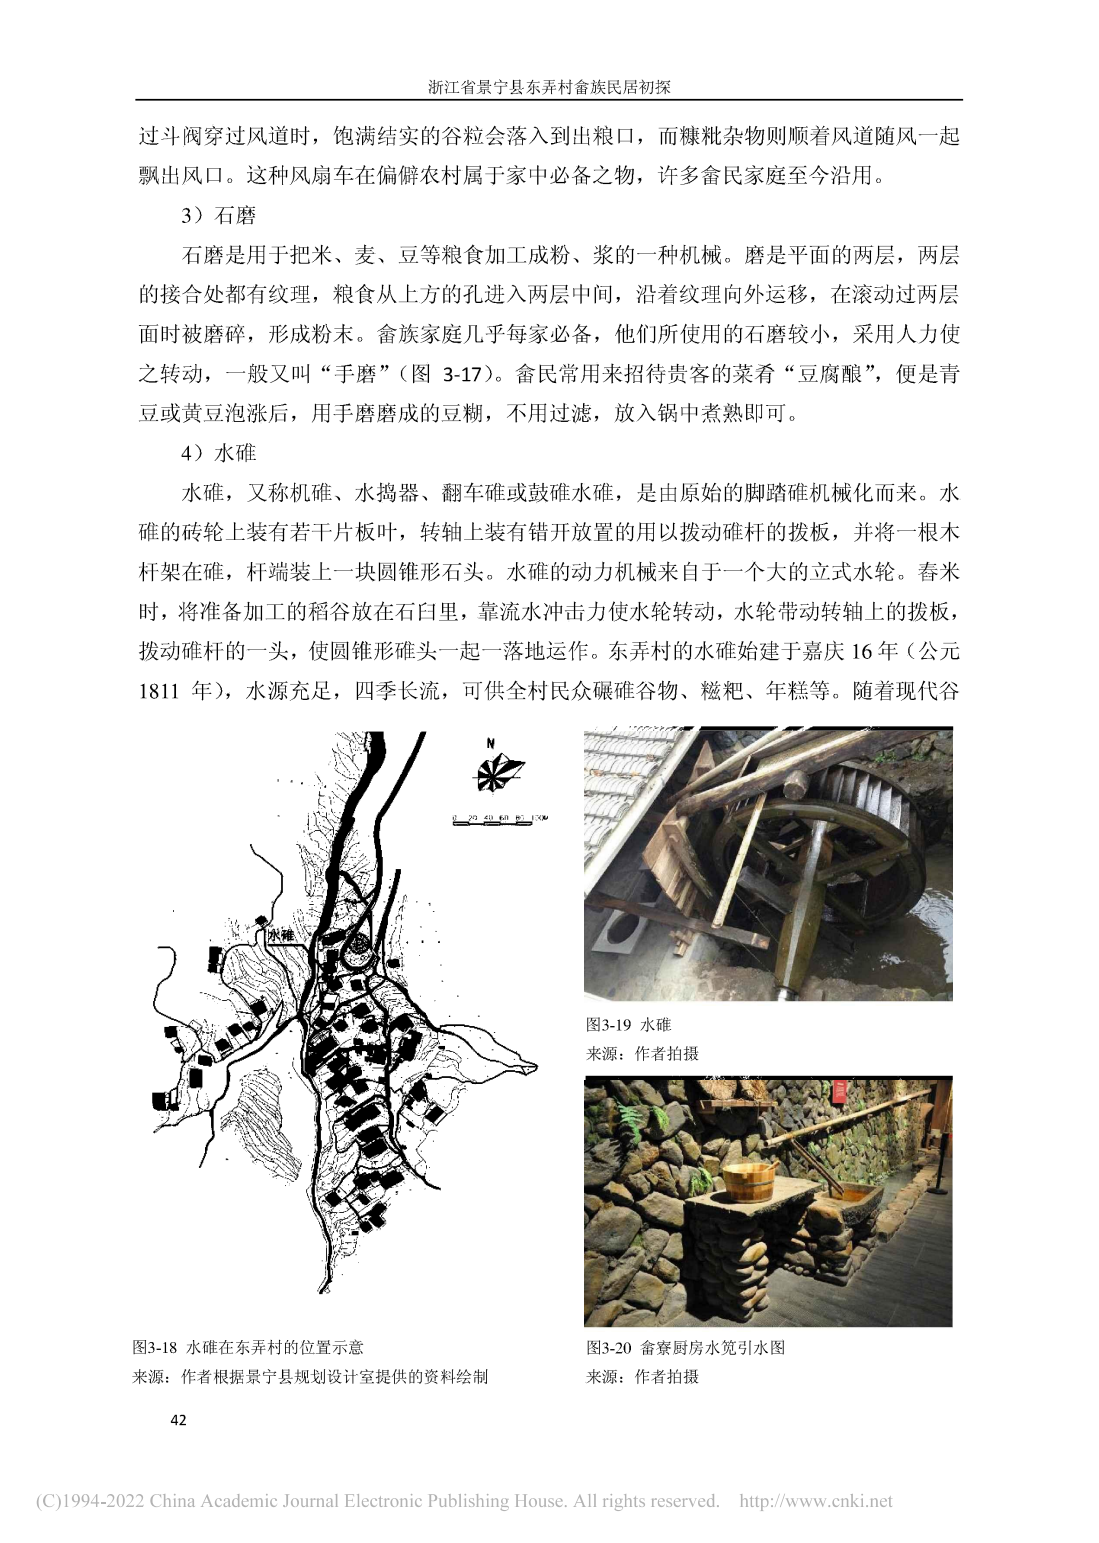 浙江省景宁县东弄村畲族民居初探
过斗阀穿过风道时，饱满结实的谷粒会落入到出粮口，而糠粃杂物则顺着风道随风一起
飘出风口。这种风扇车在偏僻农村属于家中必备之物，许多畲民家庭至今沿用。
3）石磨
石磨是用于把米、麦、豆等粮食加工成粉、浆的一种机械。磨是平面的两层，两层
的接合处都有纹理，粮食从上方的孔进入两层中间，沿着纹理向外运移，在滚动过两层
面时被磨碎，形成粉末。畲族家庭几乎每家必备，他们所使用的石磨较小，采用人力使
之转动，一般又叫“手磨”（图 3-17）。畲民常用来招待贵客的菜肴“豆腐酿”，便是青
豆或黄豆泡涨后，用手磨磨成的豆糊，不用过滤，放入锅中煮熟即可。
4）水碓
水碓，又称机碓、水捣器、翻车碓或鼓碓水碓，是由原始的脚踏碓机械化而来。水
碓的砖轮上装有若干片板叶，转轴上装有错开放置的用以拨动碓杆的拨板，并将一根木
杆架在碓，杆端装上一块圆锥形石头。水碓的动力机械来自于一个大的立式水轮。舂米
时，将准备加工的稻谷放在石臼里，靠流水冲击力使水轮转动，水轮带动转轴上的拨板，
拨动碓杆的一头，使圆锥形碓头一起一落地运作。东弄村的水碓始建于嘉庆 16 年（公元
1811 年），水源充足，四季长流，可供全村民众碾碓谷物、糍粑、年糕等。随着现代谷
N
0 20 40 60 80 100M
水碓
图3-19 水碓
来源：作者拍摄
图3-18 水碓在东弄村的位置示意
来源：作者根据景宁县规划设计室提供的资料绘制
图3-20 畲寮厨房水笕引水图
来源：作者拍摄
42
(C)1994-2022 China Academic Journal Electronic Publishing House. All rights reserved. http://www.cnki.net